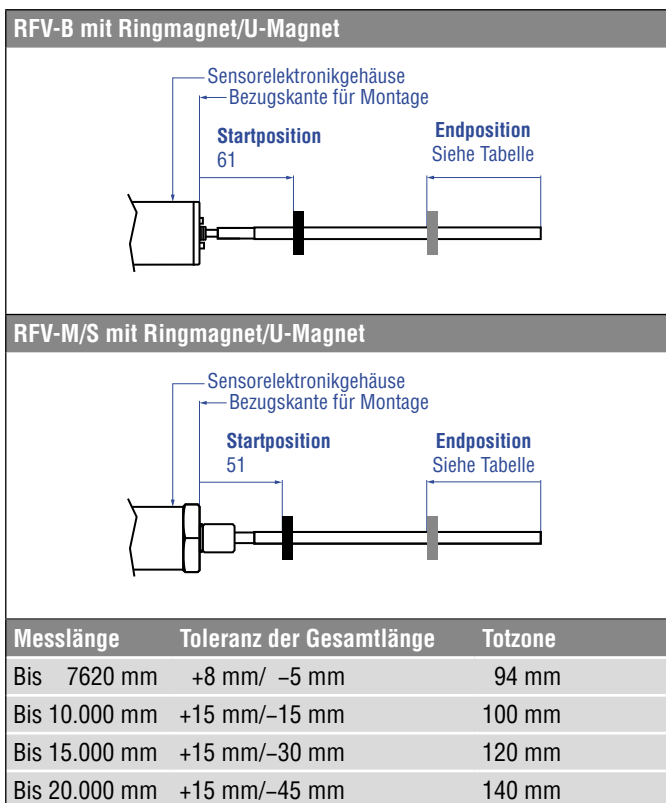 RFV-B mit Ringmagnet/U-Magnet
Sensorelektronikgehäuse
Bezugskante für Montage
Startposition
61
Endposition
Siehe Tabelle
RFV-M/S mit Ringmagnet/U-Magnet
Sensorelektronikgehäuse
Bezugskante für Montage
Startposition
51
Endposition
Siehe Tabelle
Messlänge Toleranz der Gesamtlänge Totzone
Bis 7620 mm +8 mm/ −5 mm 94 mm
Bis 10.000 mm +15 mm/−15 mm 100 mm
Bis 15.000 mm +15 mm/−30 mm 120 mm
Bis 20.000 mm +15 mm/−45 mm 140 mm